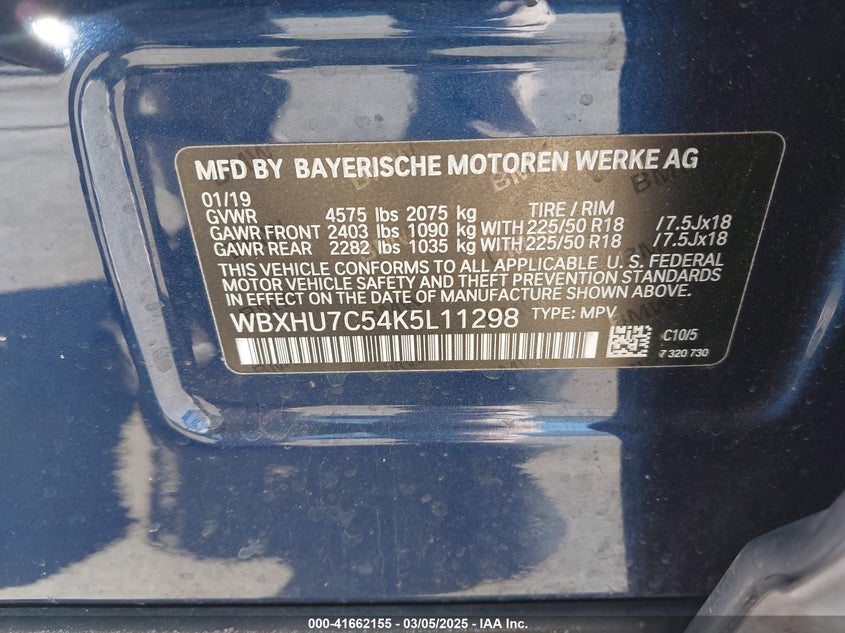 MFD BY BAYERISCHE MOTOREN WERKE AG
01/19 TIRE / RIM
GVWR 4575 lbs 2075 kg
GAWR FRONT 2403 lbs 1090 kg WITH 225/50 R18 / 7.5Jx18
GAWR REAR 2282 lbs 1035 kg WITH 225/50 R18 / 7.5Jx18
THIS VEHICLE CONFORMS TO ALL APPLICABLE U. S. FEDERAL
MOTOR VEHICLE SAFETY AND THEFT PREVENTION STANDARDS
IN EFFECT ON THE DATE OF MANUFACTURE SHOWN ABOVE.
WBXHU7C54K5L11298 TYPE: MPV
C10/5
7 320 730
000-41662155 - 03/05/2025 - IAA Inc.